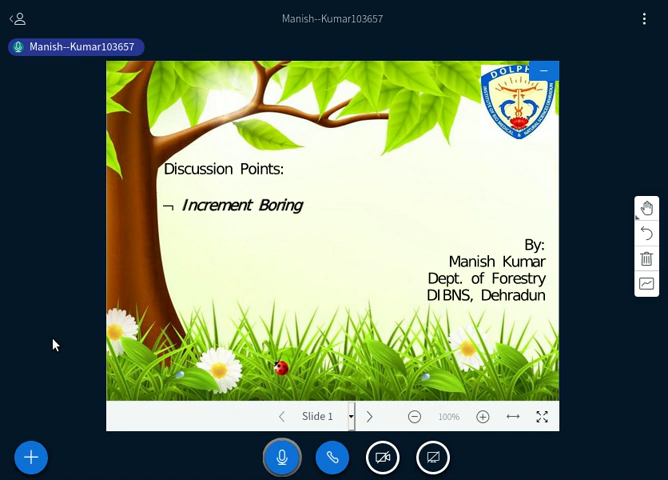 Manish--Kumar103657
Manish--Kumar103657
DOLPH
Discussion Points:
¬ Increment Boring
By:
Manish Kumar
Dept. of Forestry
DIBNS, Dehradun
Slide 1
100%